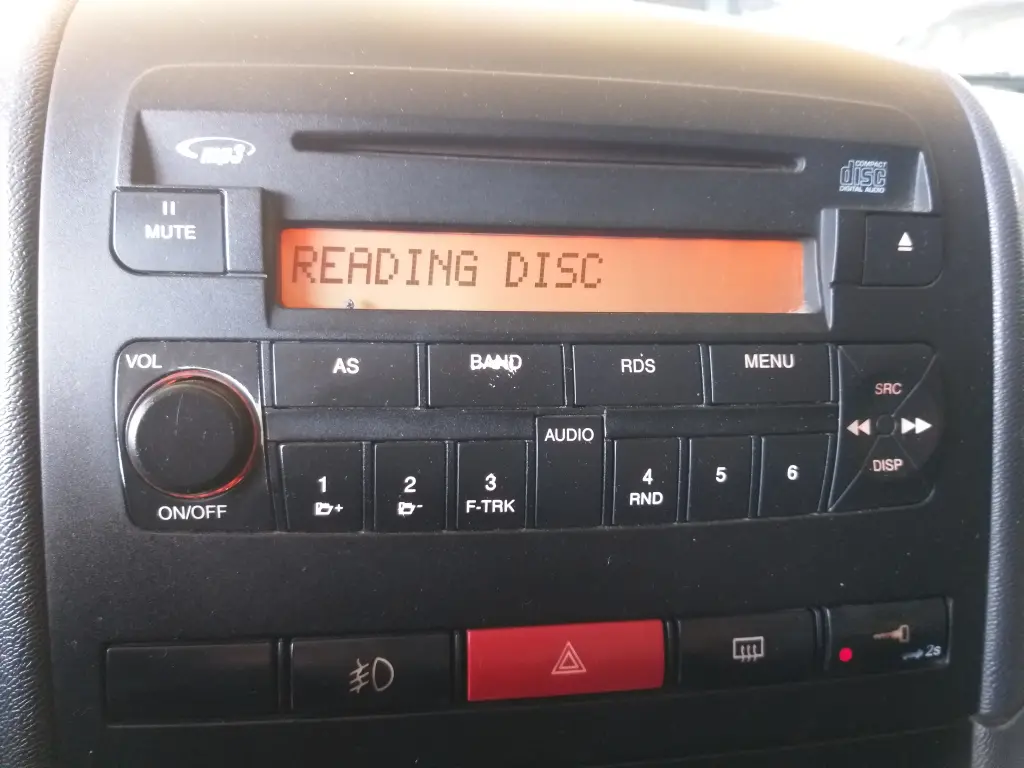 mp3
COMPACT
disc
DIGITAL AUDIO
MUTE
READING DISC
VOL
AS
BAND
RDS
MENU
SRC
AUDIO
DISP
1
2
3
4
5
6
+
-
F-TRK
RND
ON/OFF
2s